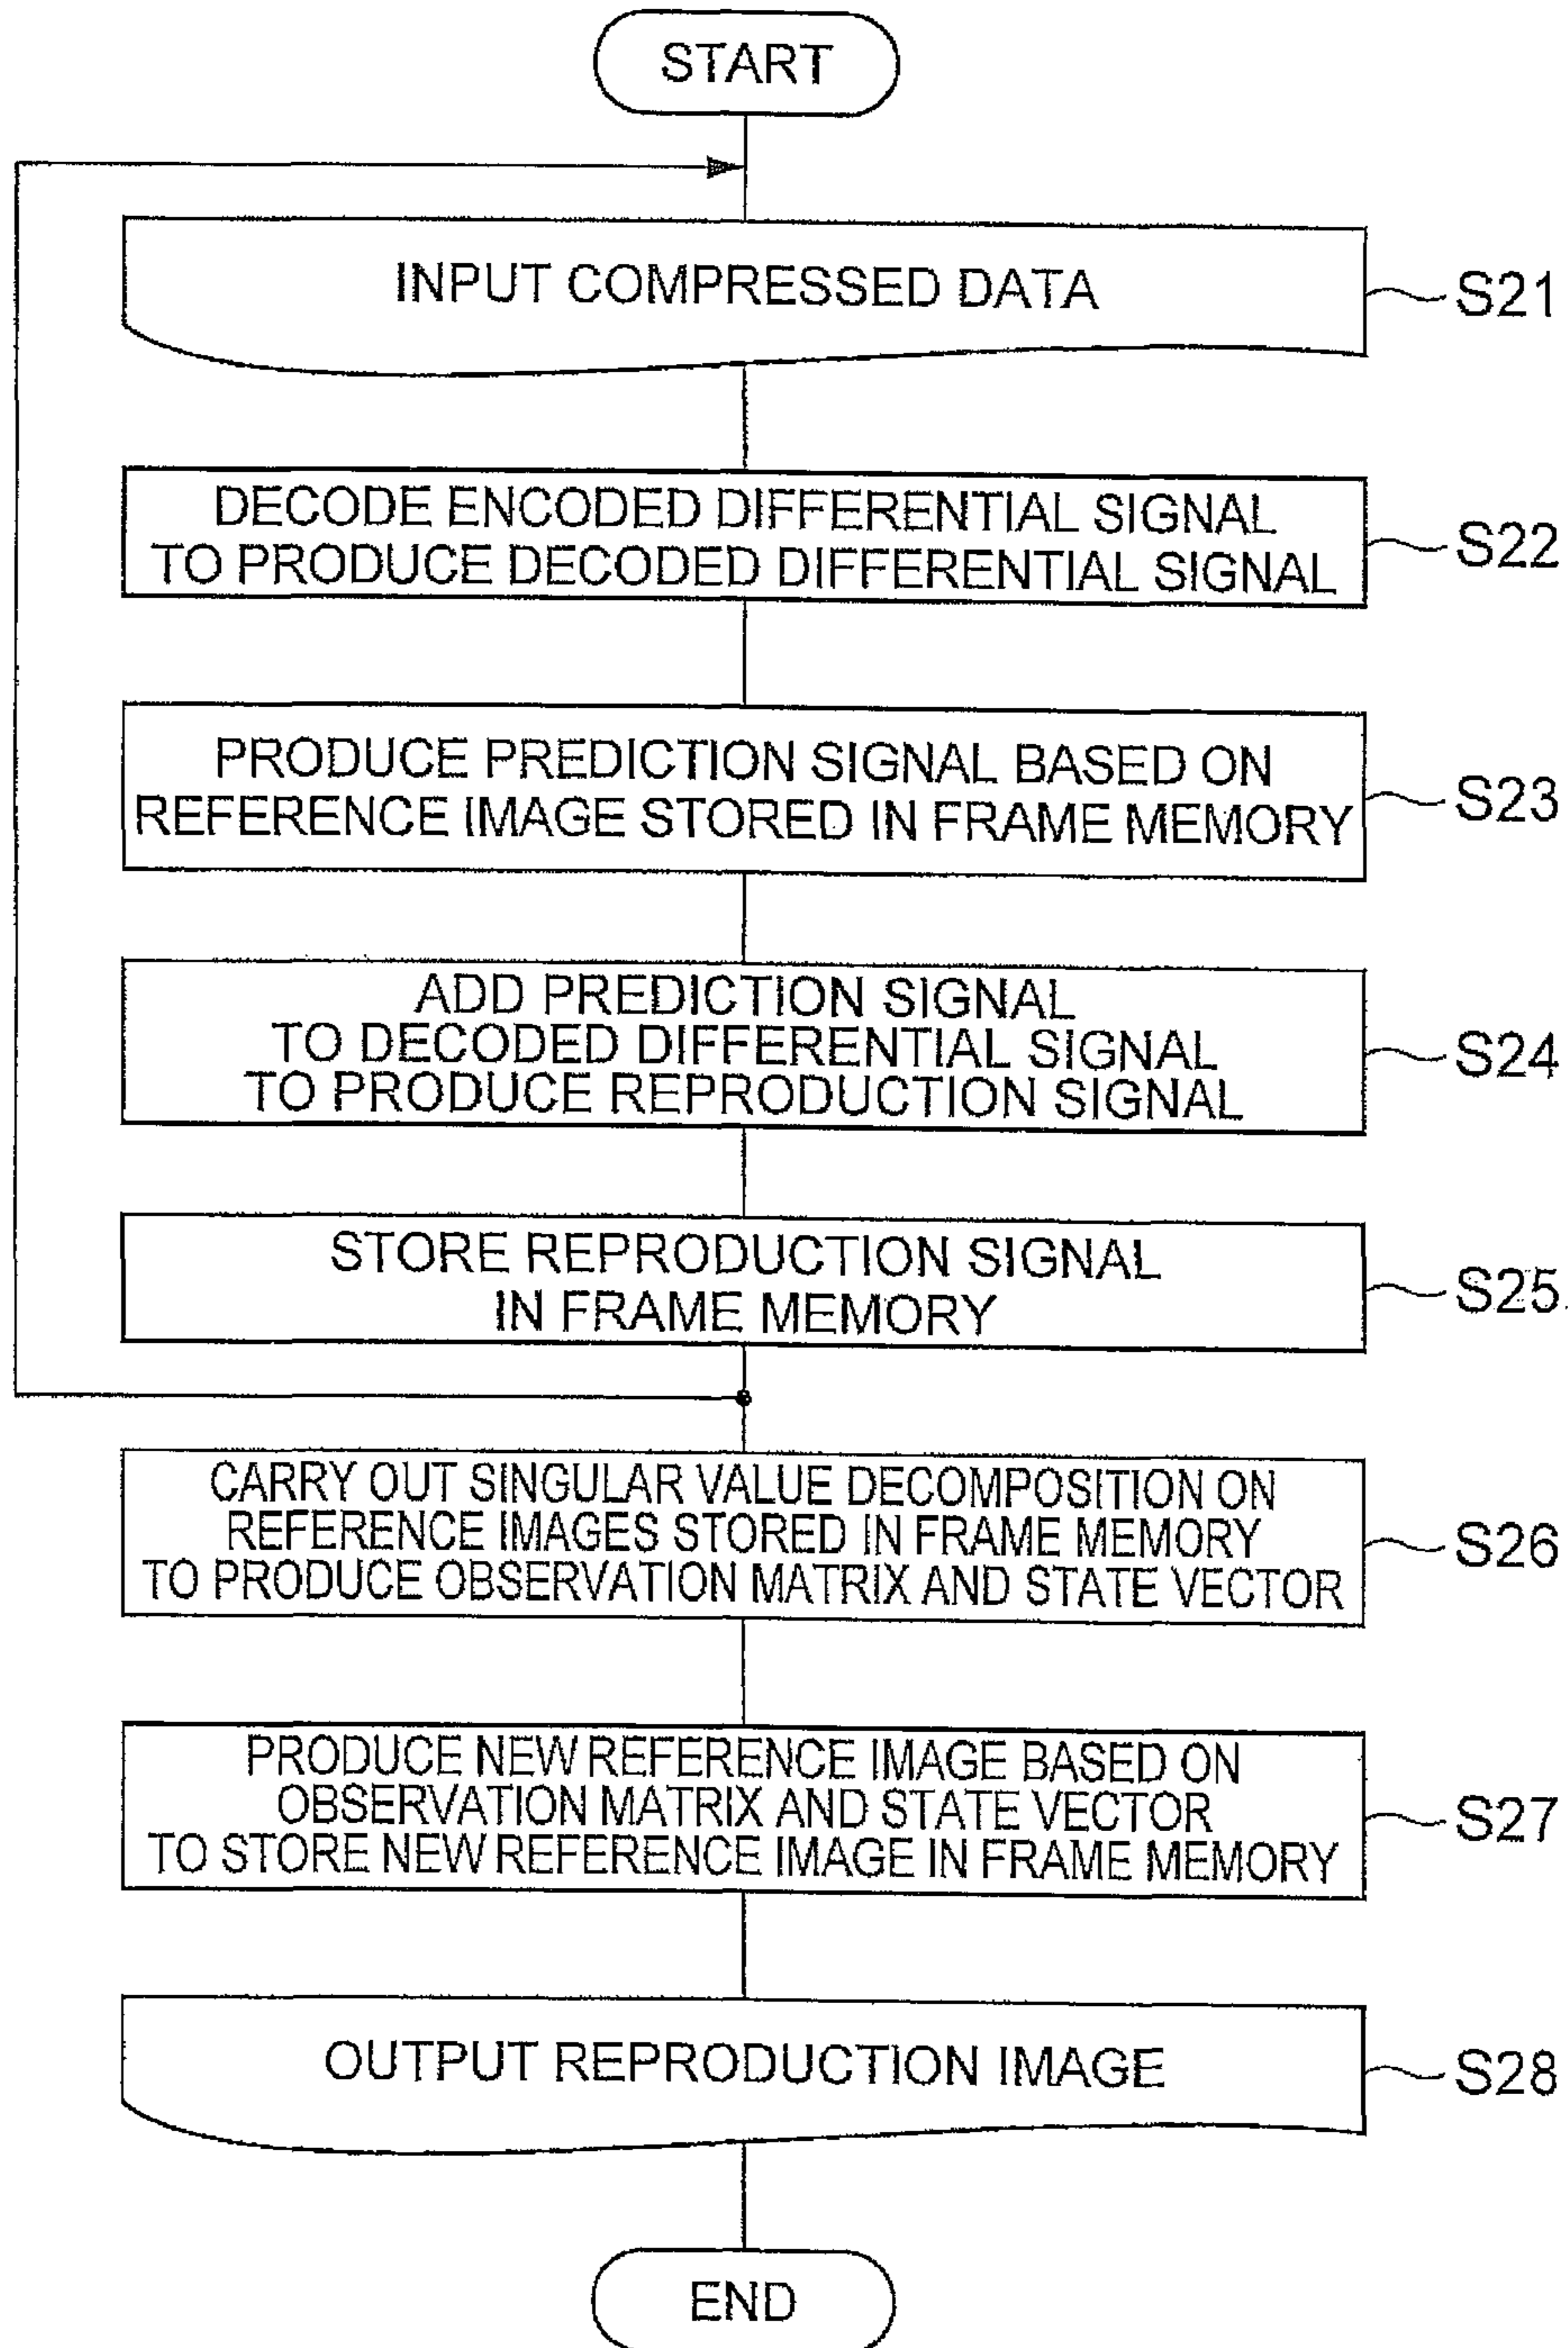 START
INPUT COMPRESSED DATA
S21
DECODE ENCODED DIFFERENTIAL SIGNAL
TO PRODUCE DECODED DIFFERENTIAL SIGNAL
S22
PRODUCE PREDICTION SIGNAL BASED ON
REFERENCE IMAGE STORED IN FRAME MEMORY
S23
ADD PREDICTION SIGNAL
TO DECODED DIFFERENTIAL SIGNAL
TO PRODUCE REPRODUCTION SIGNAL
S24
STORE REPRODUCTION SIGNAL
IN FRAME MEMORY
S25
CARRY OUT SINGULAR VALUE DECOMPOSITION ON
REFERENCE IMAGES STORED IN FRAME MEMORY
TO PRODUCE OBSERVATION MATRIX AND STATE VECTOR
S26
PRODUCE NEW REFERENCE IMAGE BASED ON
OBSERVATION MATRIX AND STATE VECTOR
TO STORE NEW REFERENCE IMAGE IN FRAME MEMORY
S27
OUTPUT REPRODUCTION IMAGE
S28
END